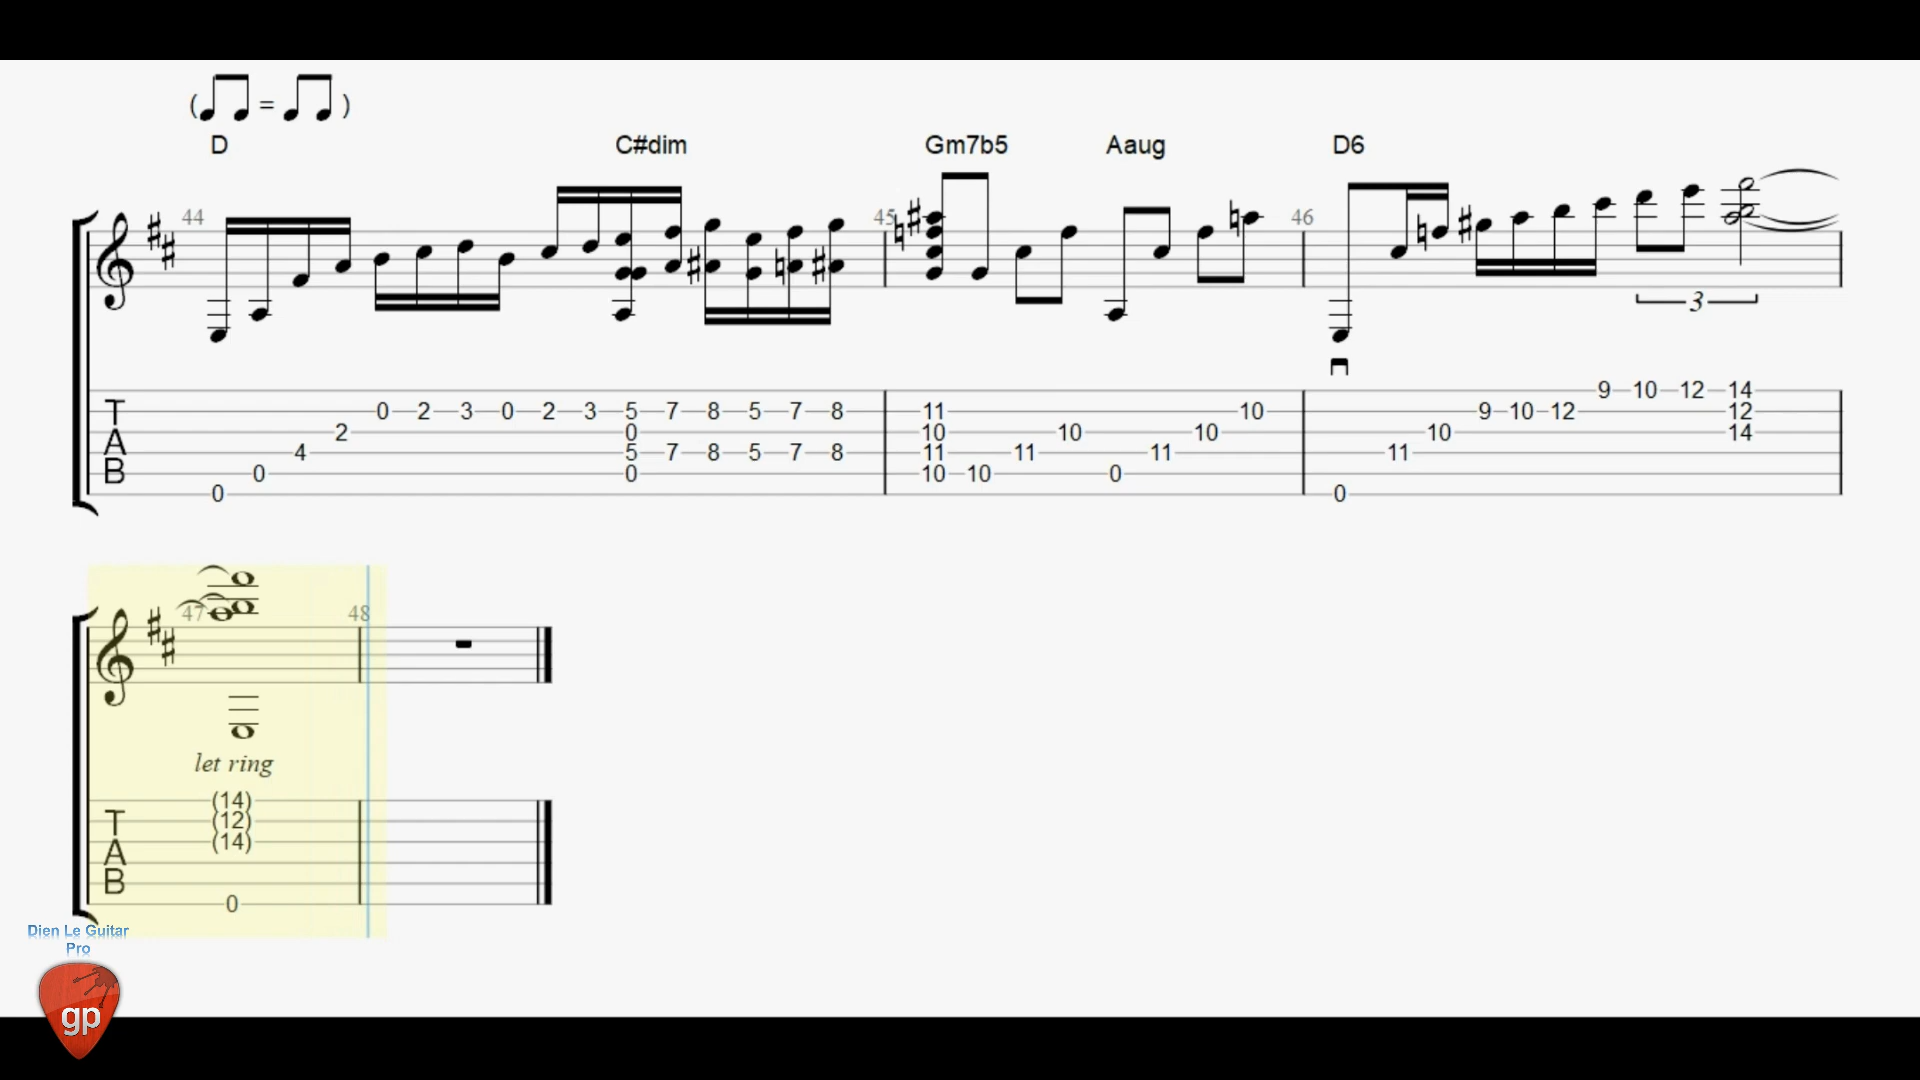 ( = )
D C#dim Gm7b5 Aaug D6
44 45 46
3
9 10 12 14
T 0 2 3 0 2 3 5 7 8 5 7 8 11 10 9 10 12 12
A 2 0 10 10 10 10 14
4 5 7 8 5 7 8 11 11 11 11
B 0 0 10 10 0
0 0
47 48
let ring
(14)
T (12)
(14)
A
B
0
Dien Le Guitar
Pro
gp